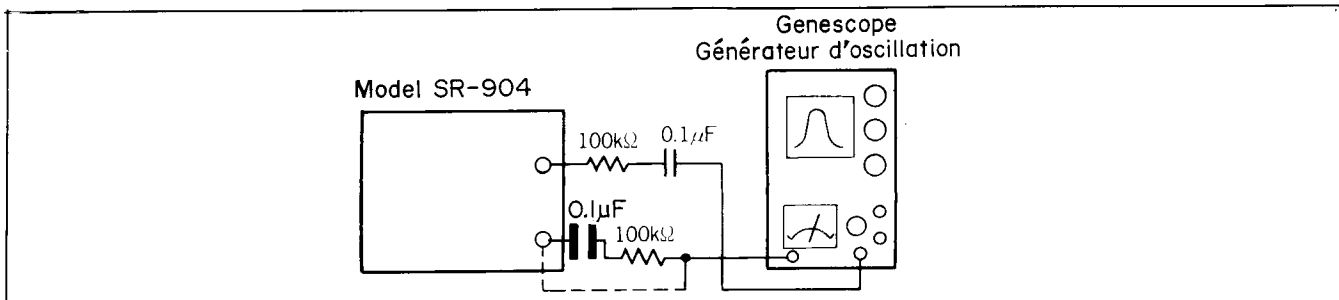 Genescope
Générateur d'oscillation
Model SR-904
100kΩ
0.1μF
0.1μF
100kΩ